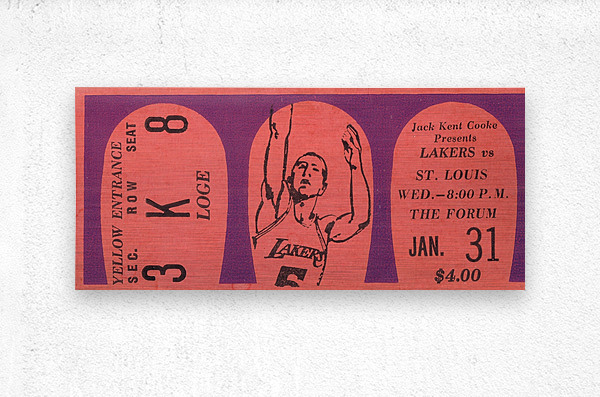 YELLOW ENTRANCE
SEC. ROW SEAT
3 K 8
LOGE
LAKERS
5
Jack Kent Cooke
Presents
LAKERS vs
ST. LOUIS
WED.–8:00 P.M.
THE FORUM
JAN. 31
$4.00